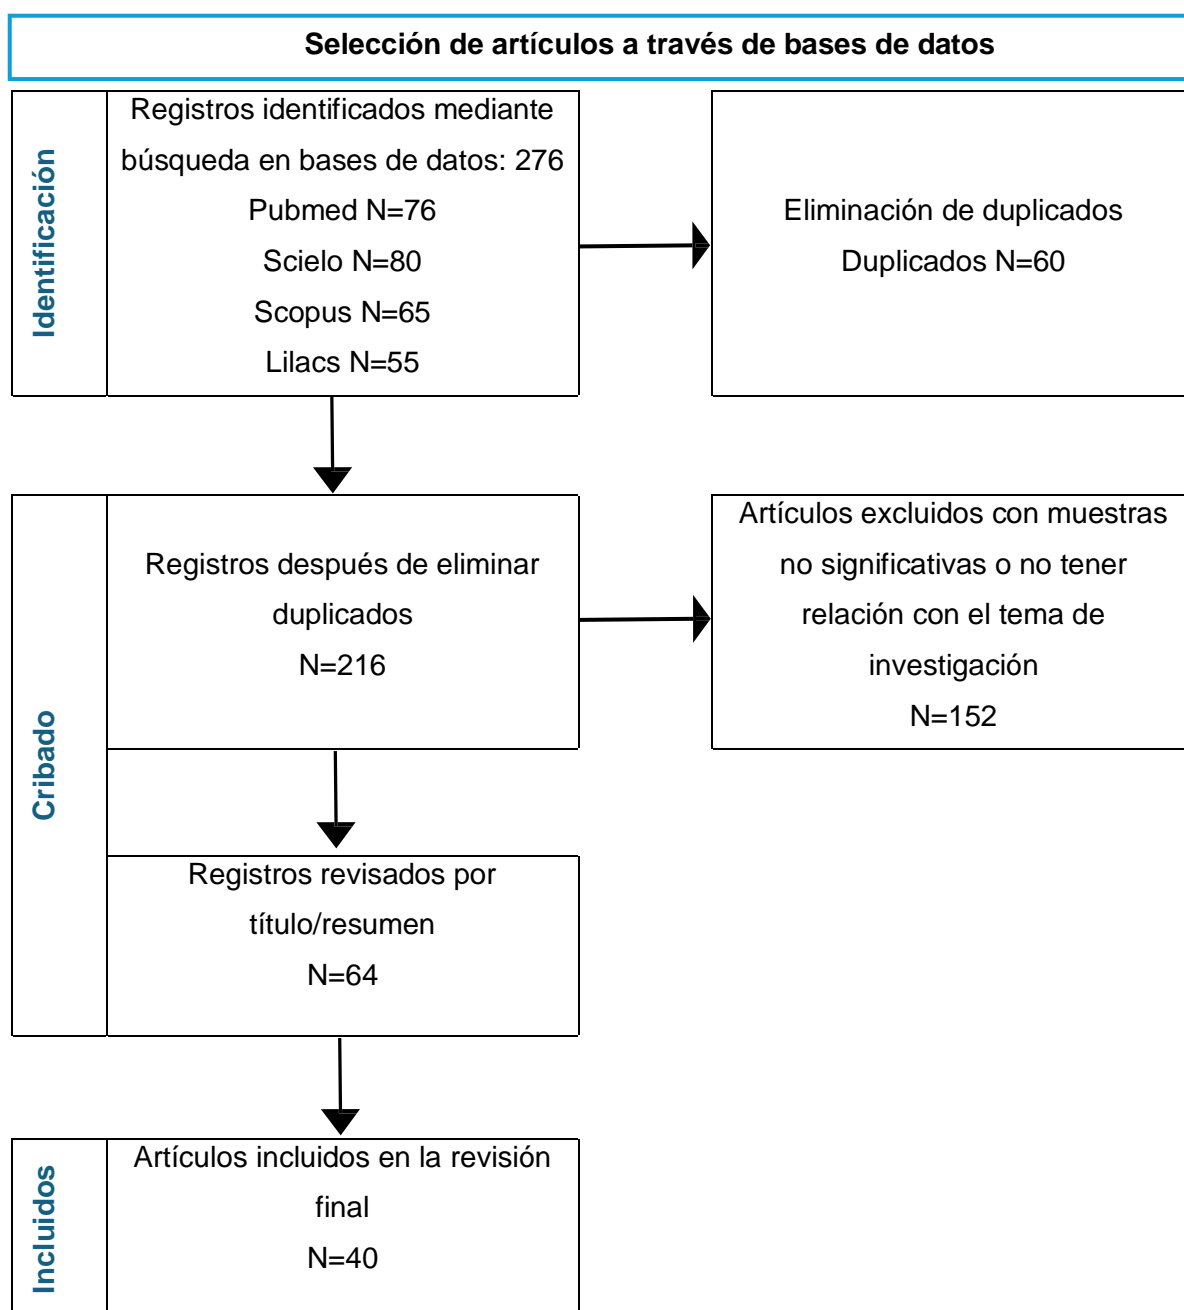 Selección de artículos a través de bases de datos
Identificación
Registros identificados mediante
búsqueda en bases de datos: 276
Pubmed N=76
Scielo N=80
Scopus N=65
Lilacs N=55
Eliminación de duplicados
Duplicados N=60
Cribado
Registros después de eliminar
duplicados
N=216
Artículos excluidos con muestras
no significativas o no tener
relación con el tema de
investigación
N=152
Registros revisados por
título/resumen
N=64
Incluidos
Artículos incluidos en la revisión
final
N=40